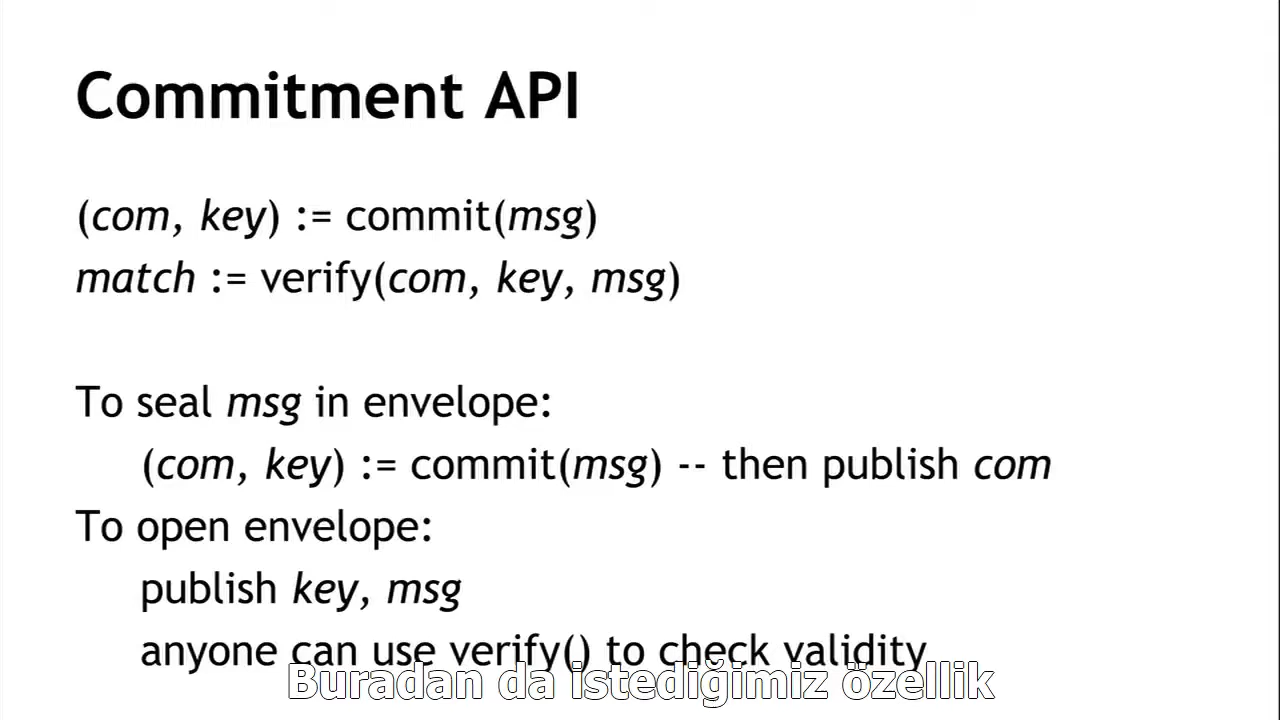 Commitment API
(com, key) := commit(msg)
match := verify(com, key, msg)
To seal msg in envelope:
(com, key) := commit(msg) -- then publish com
To open envelope:
publish key, msg
anyone can use verify() to check validity
Buradan da istediğimiz özellik